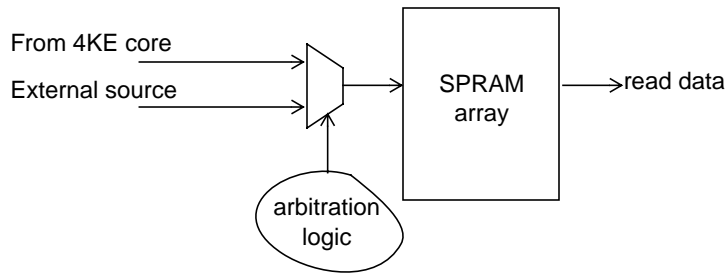 From 4KE core
External source
SPRAM
array
read data
arbitration
logic